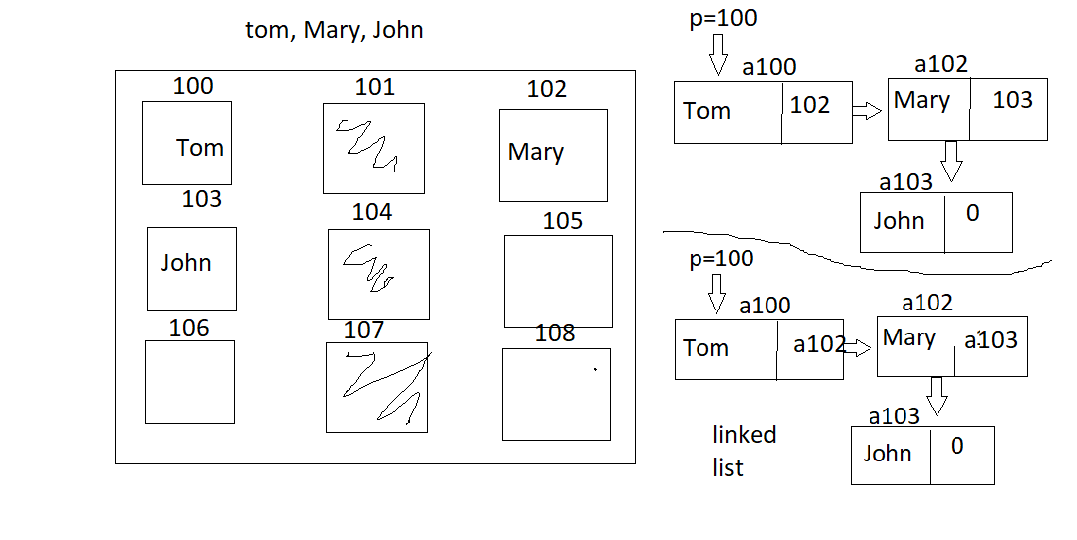 tom, Mary, John
100 101 102
Tom
Mary
103 104 105
John
106 107 108
p=100
a100
Tom 102
a102
Mary 103
a103
John 0
p=100
a100
Tom a102
a102
Mary a103
a103
John 0
linked
list